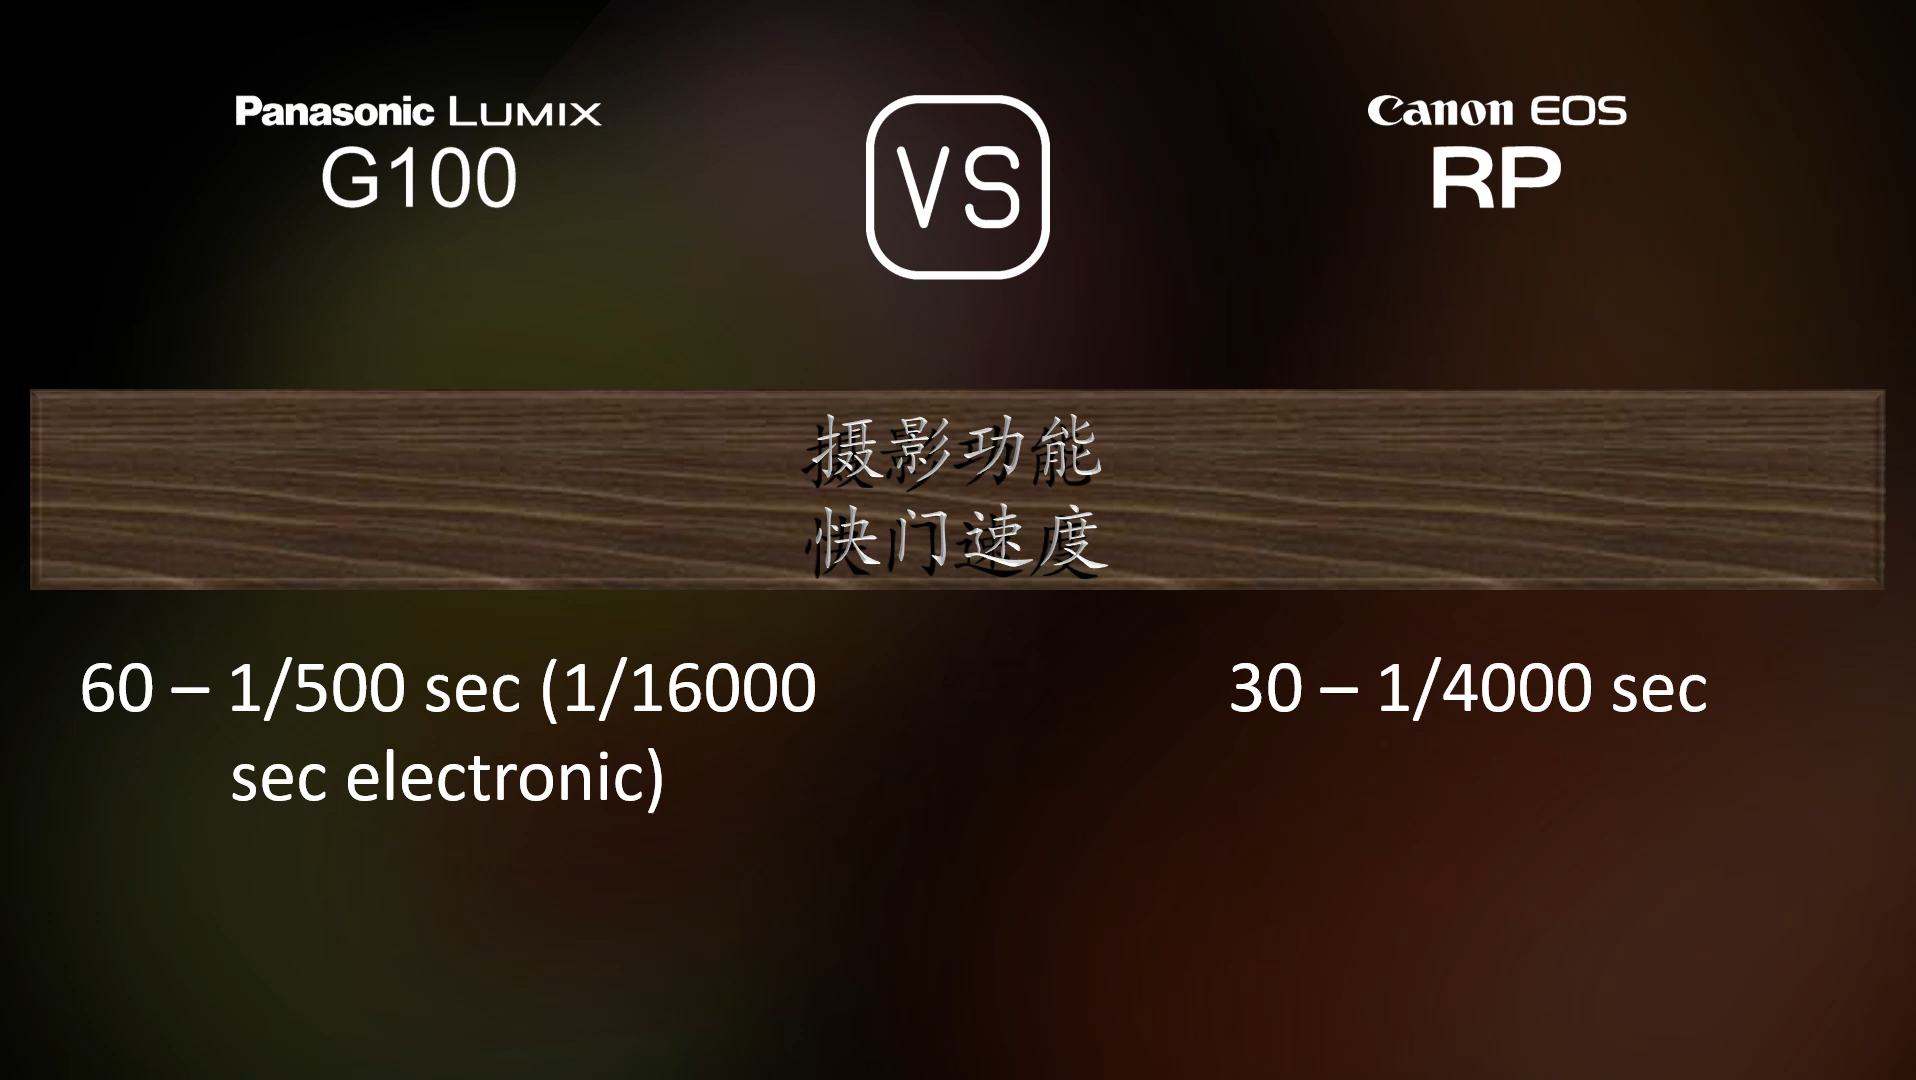 Panasonic LUMIX
G100
VS
Canon EOS
RP
摄影功能
快门速度
60 – 1/500 sec (1/16000
sec electronic)
30 – 1/4000 sec